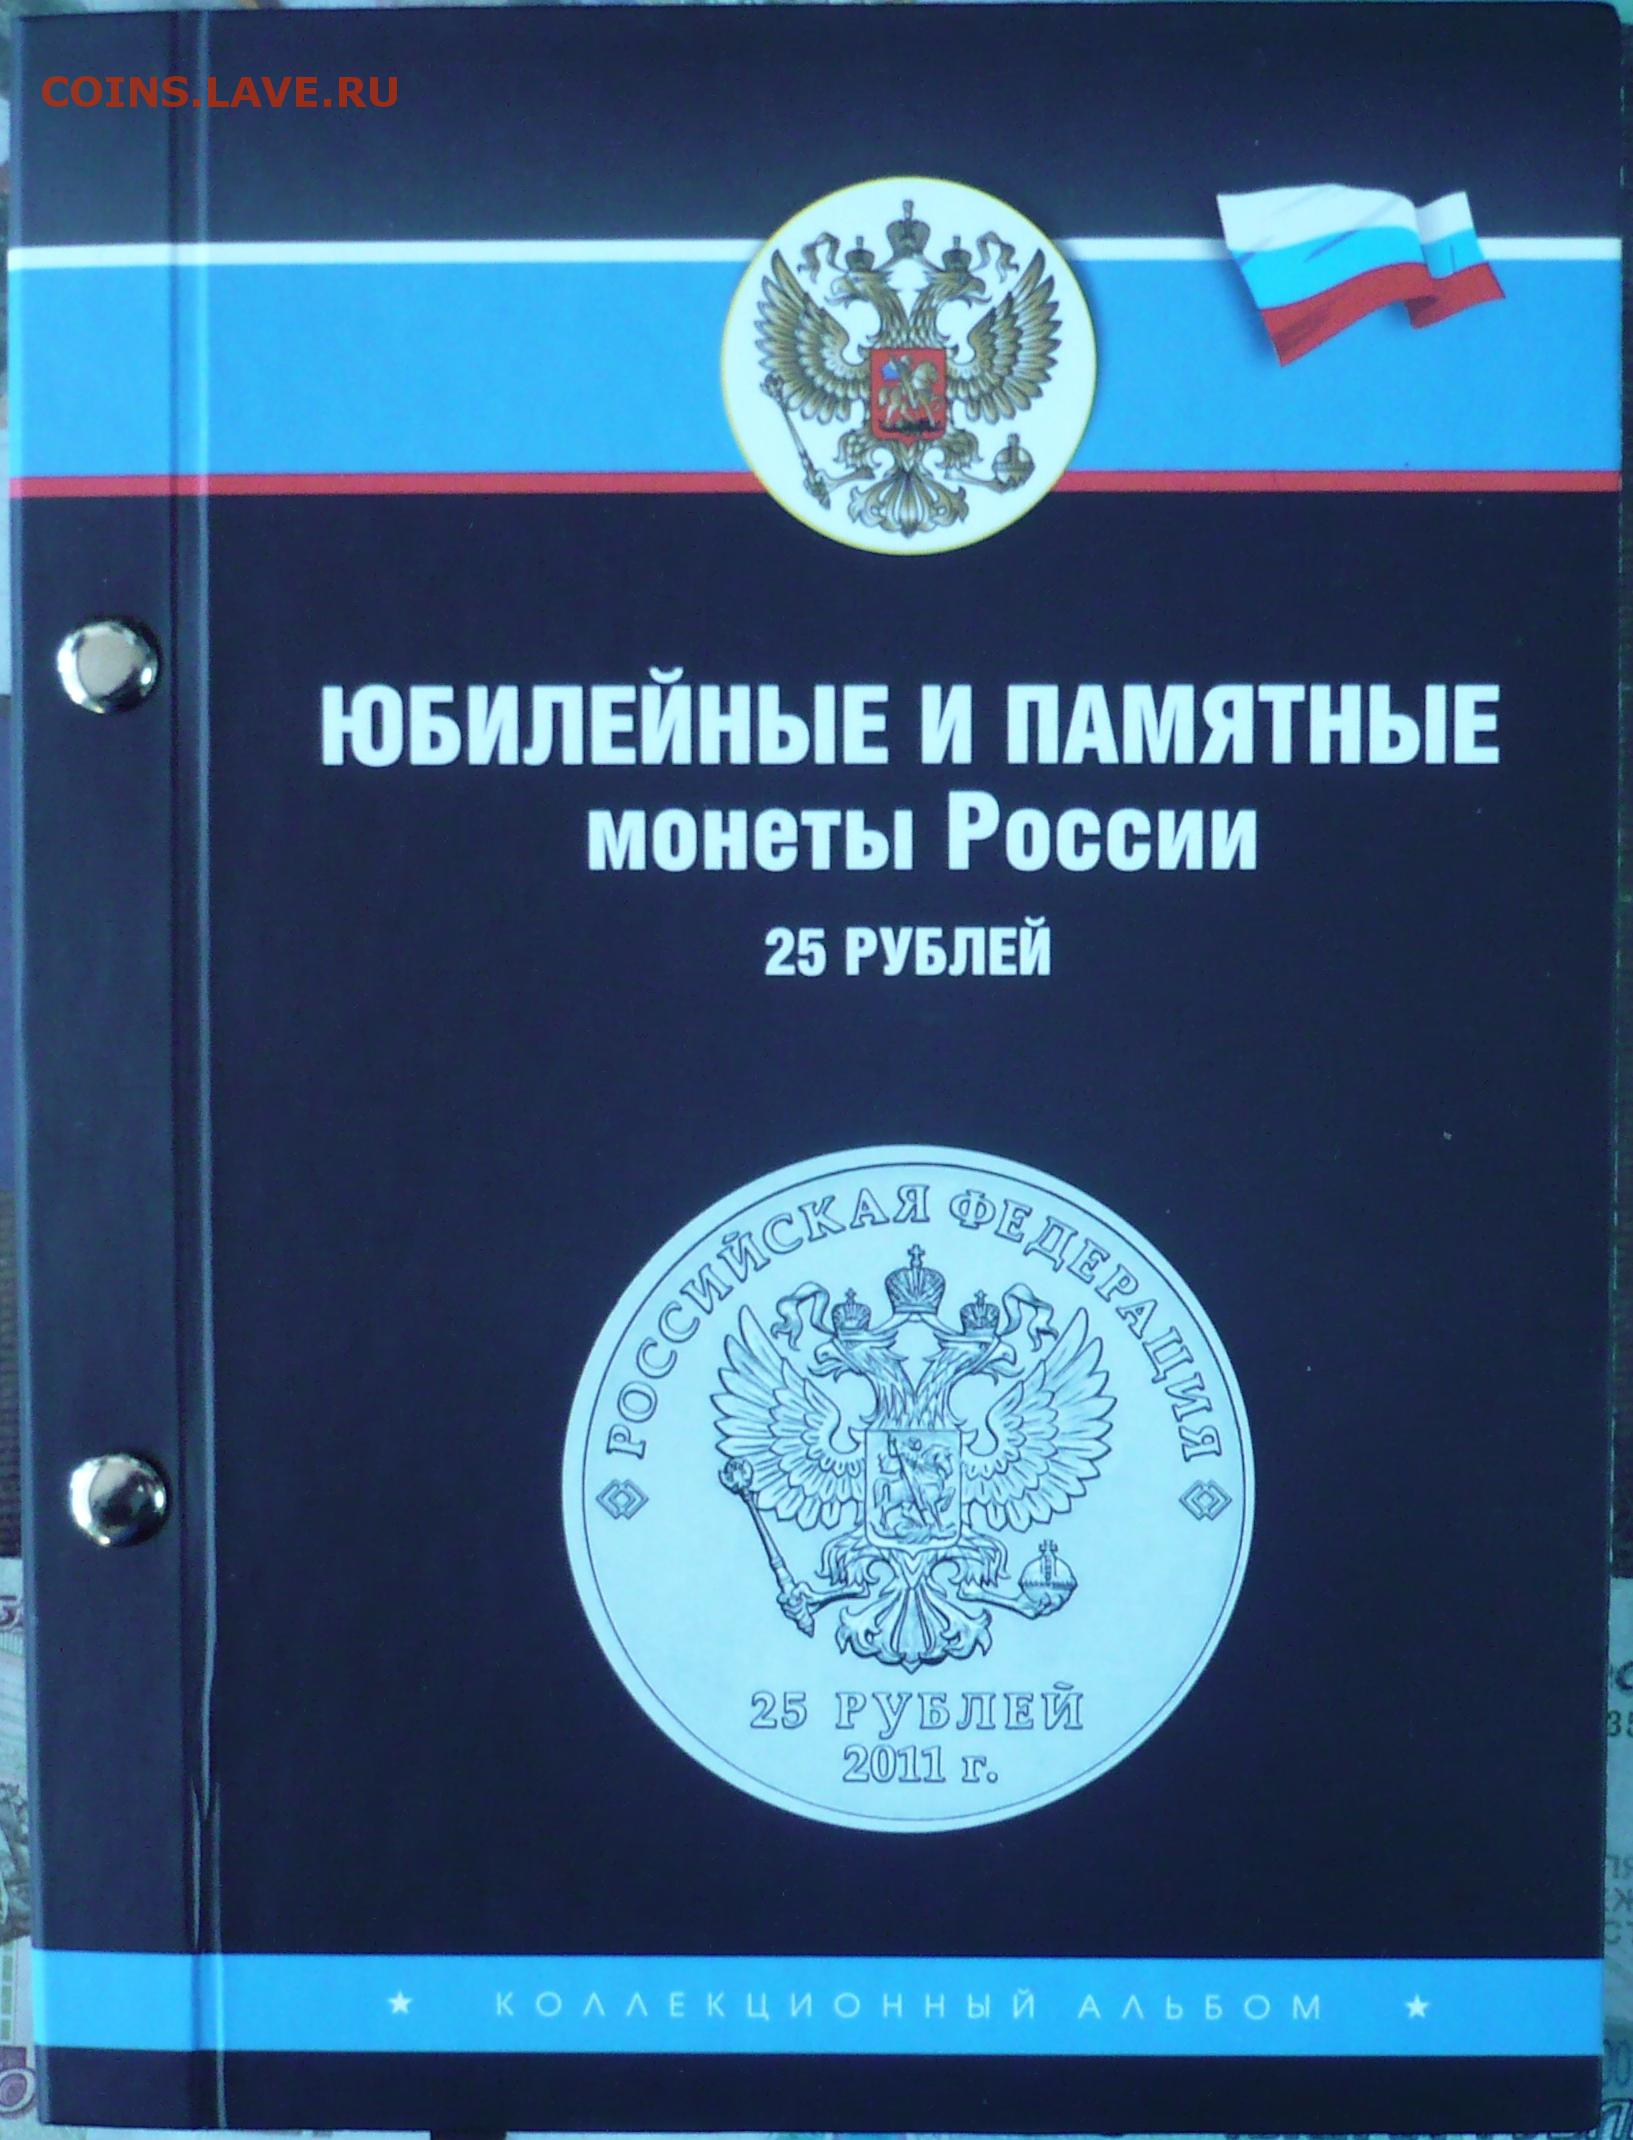 COINS.LAVE.RU
ЮБИЛЕЙНЫЕ И ПАМЯТНЫЕ
монеты России
25 РУБЛЕЙ
РОССИЙСКАЯ ФЕДЕРАЦИЯ
25 РУБЛЕЙ
2011 г.
КОЛЛЕКЦИОННЫЙ АЛЬБОМ